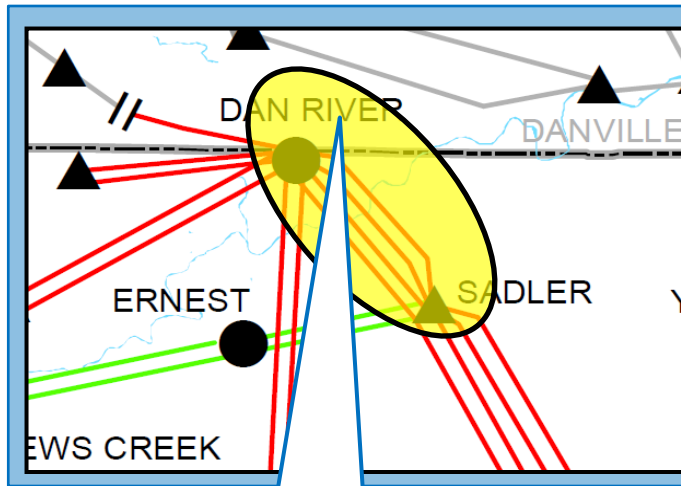 DAN RIVER
DANVILLE
ERNEST
SADLER
Y
EWS CREEK